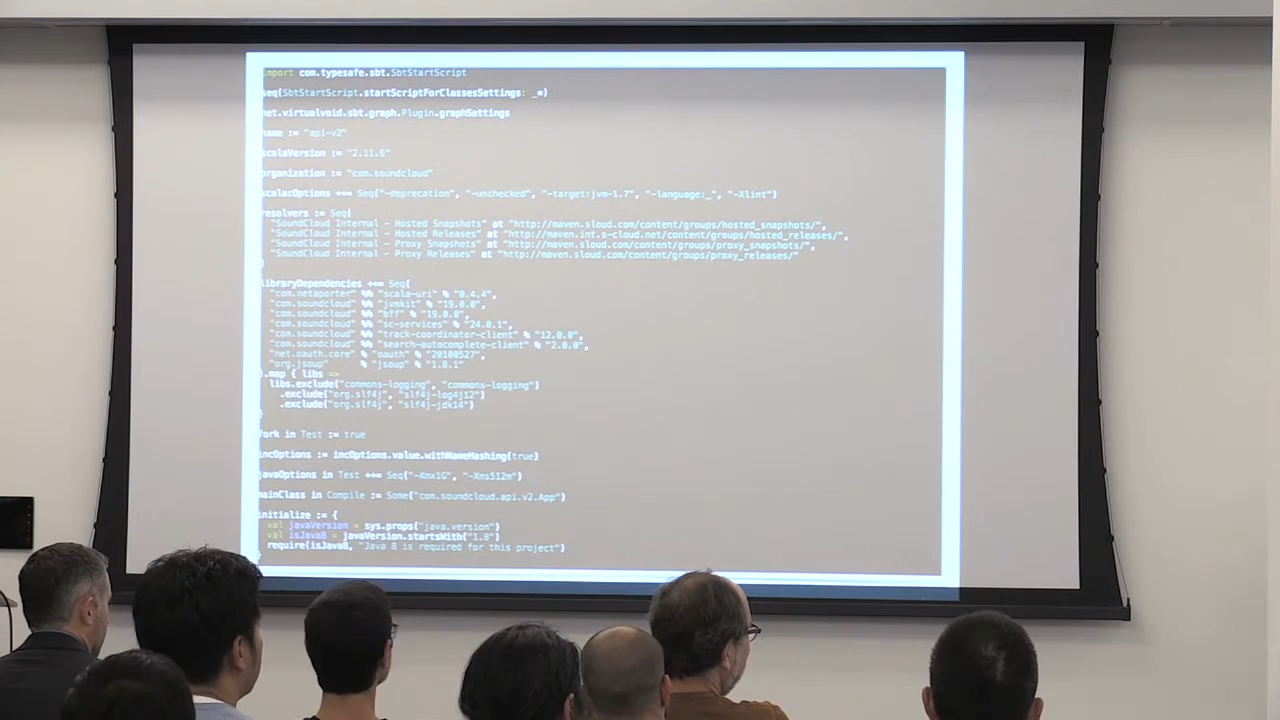 import com.typesafe.sbt.SbtStartScript
seq(SbtStartScript.startScriptForClassesSettings: _*)
net.virtualvoid.sbt.graph.Plugin.graphSettings
name := "api-v2"
scalaVersion := "2.11.6"
organization := "com.soundcloud"
scalacOptions ++= Seq("-deprecation", "-unchecked", "-target:jvm-1.7", "-language:_", "-Xlint")
resolvers := Seq(
"SoundCloud Internal - Hosted Snapshots" at "http://maven.sloud.com/content/groups/hosted_snapshots/",
"SoundCloud Internal - Hosted Releases" at "http://maven.int.s-cloud.net/content/groups/hosted_releases/",
"SoundCloud Internal - Proxy Snapshots" at "http://maven.sloud.com/content/groups/proxy_snapshots/",
"SoundCloud Internal - Proxy Releases" at "http://maven.sloud.com/content/groups/proxy_releases/"
)
libraryDependencies ++= Seq(
"com.netaporter" %% "scala-uri" % "0.4.4",
"com.soundcloud" %% "jvmkit" % "19.0.0",
"com.soundcloud" %% "bff" % "19.0.0",
"com.soundcloud" %% "sc-services" % "24.0.1",
"com.soundcloud" %% "track-coordinator-client" % "12.0.0",
"com.soundcloud" %% "search-autocomplete-client" % "2.0.0",
"net.oauth.core" % "oauth" % "20100527",
"org.jsoup" % "jsoup" % "1.8.1"
).map { libs =>
libs.exclude("commons-logging", "commons-logging")
.exclude("org.slf4j", "slf4j-log4j12")
.exclude("org.slf4j", "slf4j-jdk14")
}
fork in Test := true
incOptions := incOptions.value.withNameHashing(true)
javaOptions in Test ++= Seq("-Xmx1G", "-Xms512m")
mainClass in Compile := Some("com.soundcloud.api.v2.App")
initialize := {
val javaVersion = sys.props("java.version")
val isJava8 = javaVersion.startsWith("1.8")
require(isJava8, "Java 8 is required for this project")
}